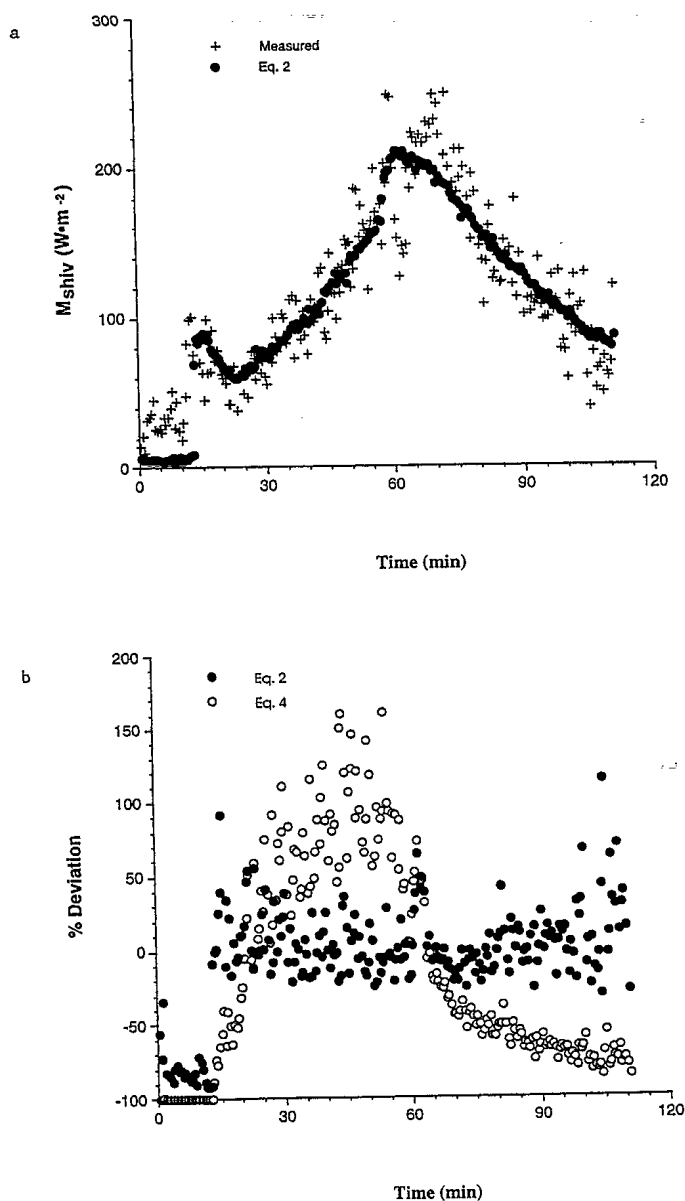 a
300
+ Measured
● Eq. 2
200
100
0
Mshiv (W•m-2)
0 30 60 90 120
Time (min)
b
200
● Eq. 2
○ Eq. 4
150
100
50
0
-50
-100
% Deviation
0 30 60 90 120
Time (min)